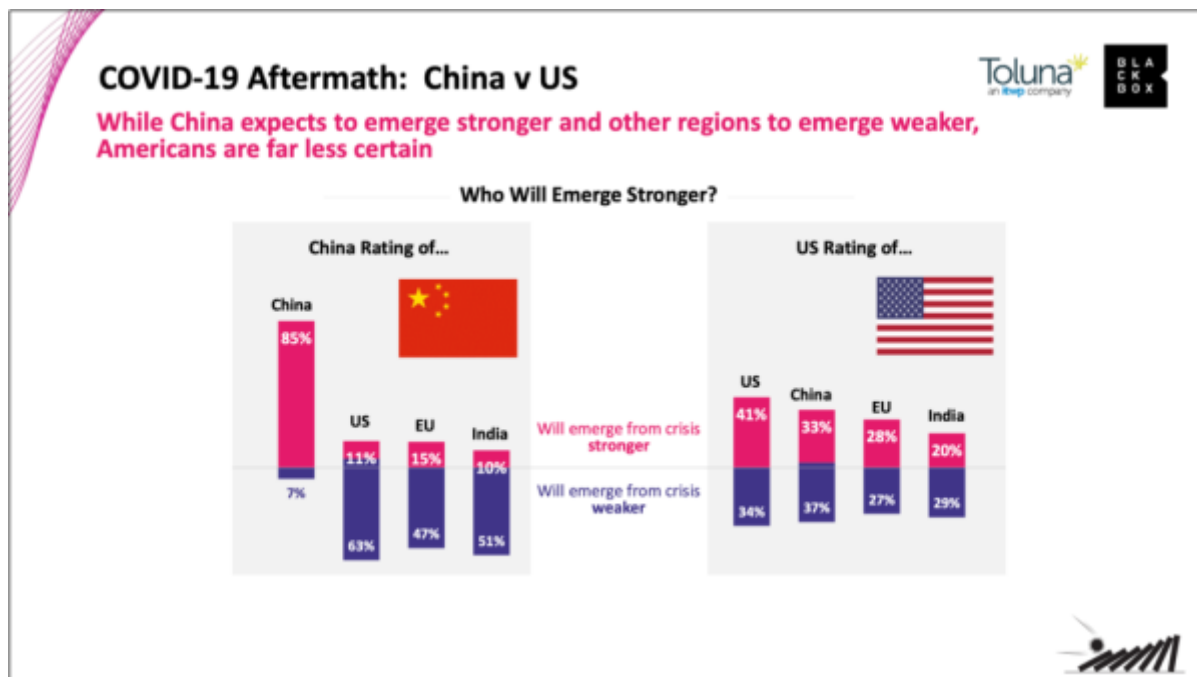 COVID-19 Aftermath: China v US
Toluna
an itwp company
BLA
CK
BOX
While China expects to emerge stronger and other regions to emerge weaker,
Americans are far less certain
Who Will Emerge Stronger?
China Rating of...
China
85%
7%
US
11%
63%
EU
15%
47%
India
10%
51%
Will emerge from crisis
stronger
Will emerge from crisis
weaker
US Rating of...
US
41%
34%
China
33%
37%
EU
28%
27%
India
20%
29%